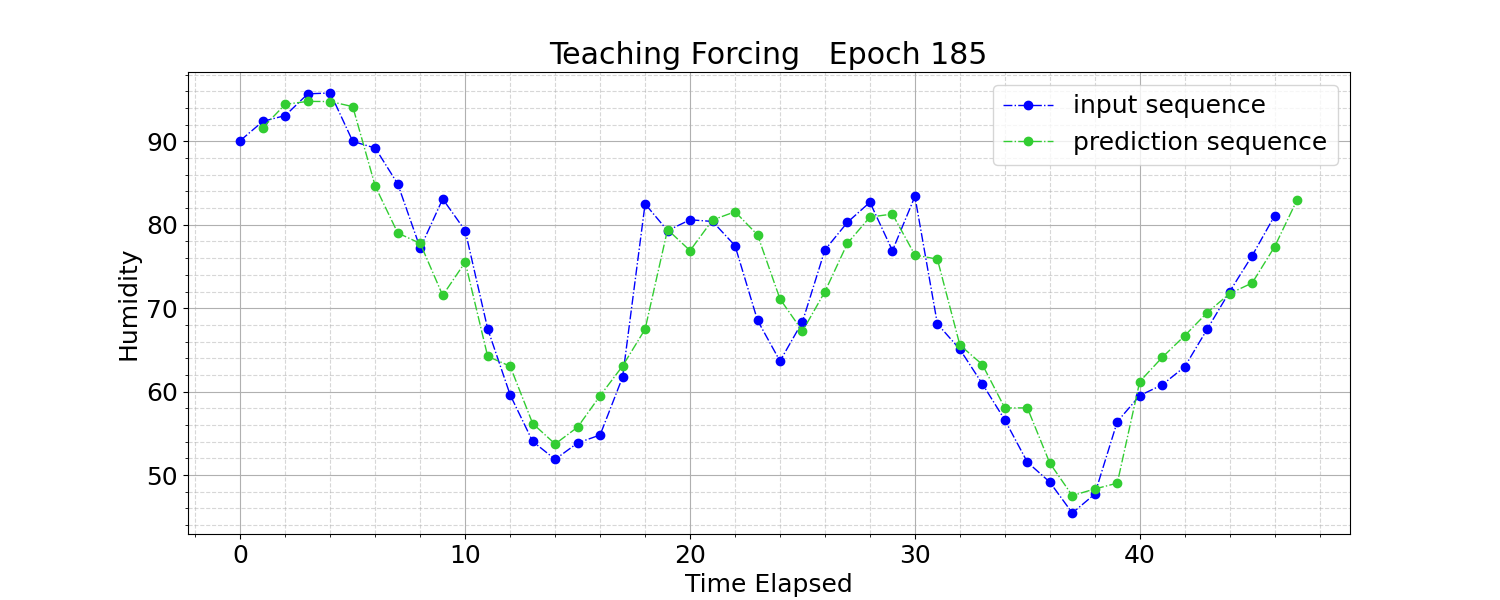 Teaching Forcing   Epoch 185
input sequence
prediction sequence
Humidity
90
80
70
60
50
0 10 20 30 40
Time Elapsed